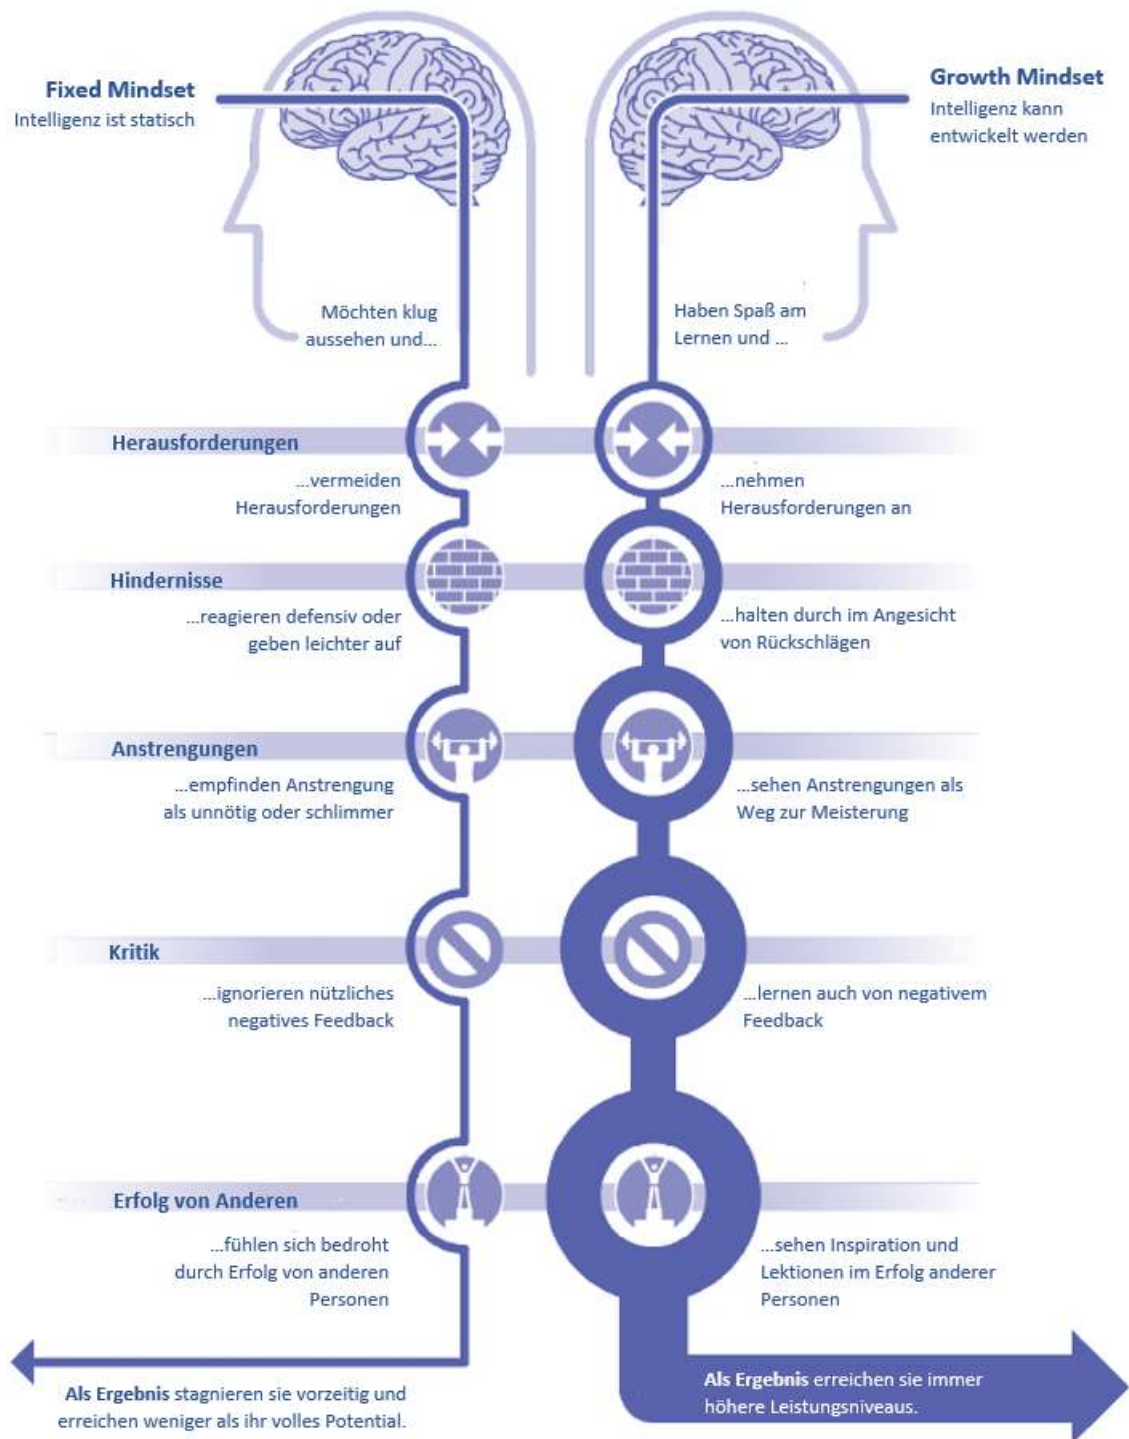 Fixed Mindset
Intelligenz ist statisch
Growth Mindset
Intelligenz kann
entwickelt werden
Möchten klug
aussehen und...
Haben Spaß am
Lernen und ...
Herausforderungen
...vermeiden
Herausforderungen
...nehmen
Herausforderungen an
Hindernisse
...reagieren defensiv oder
geben leichter auf
...halten durch im Angesicht
von Rückschlägen
Anstrengungen
...empfinden Anstrengung
als unnötig oder schlimmer
...sehen Anstrengungen als
Weg zur Meisterung
Kritik
...ignorieren nützliches
negatives Feedback
...lernen auch von negativem
Feedback
Erfolg von Anderen
...fühlen sich bedroht
durch Erfolg von anderen
Personen
...sehen Inspiration und
Lektionen im Erfolg anderer
Personen
Als Ergebnis stagnieren sie vorzeitig und
erreichen weniger als ihr volles Potential.
Als Ergebnis erreichen sie immer
höhere Leistungsniveaus.